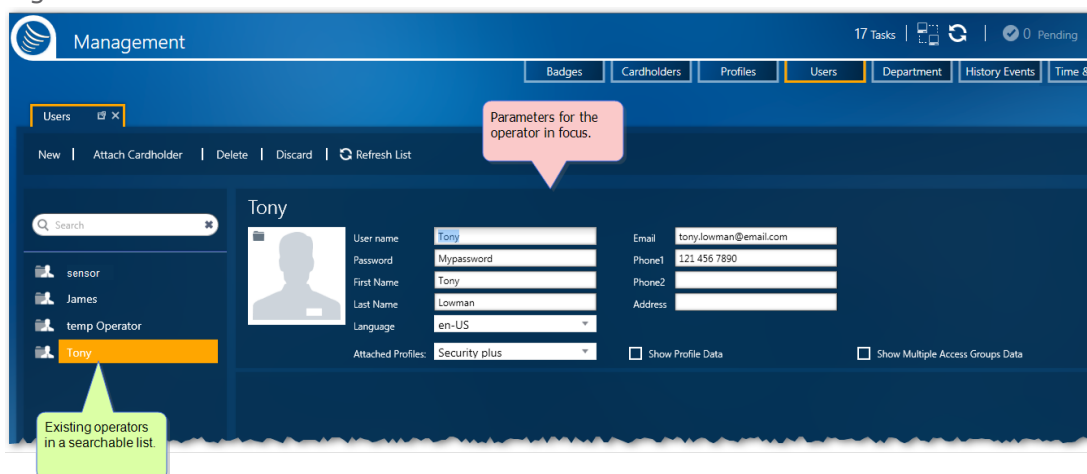 Management
17 Tasks
0 Pending
Badges
Cardholders
Profiles
Users
Department
History Events
Time &
Users
Parameters for the
operator in focus.
New | Attach Cardholder | Delete | Discard | Refresh List
Tony
Search
User name Tony
Email tony.lowman@email.com
Password Mypassword
Phone1 121 456 7890
sensor
First Name Tony
Phone2
James
Last Name Lowman
Address
temp Operator
Language en-US
Tony
Attached Profiles: Security plus
Show Profile Data
Show Multiple Access Groups Data
Existing operators
in a searchable list.